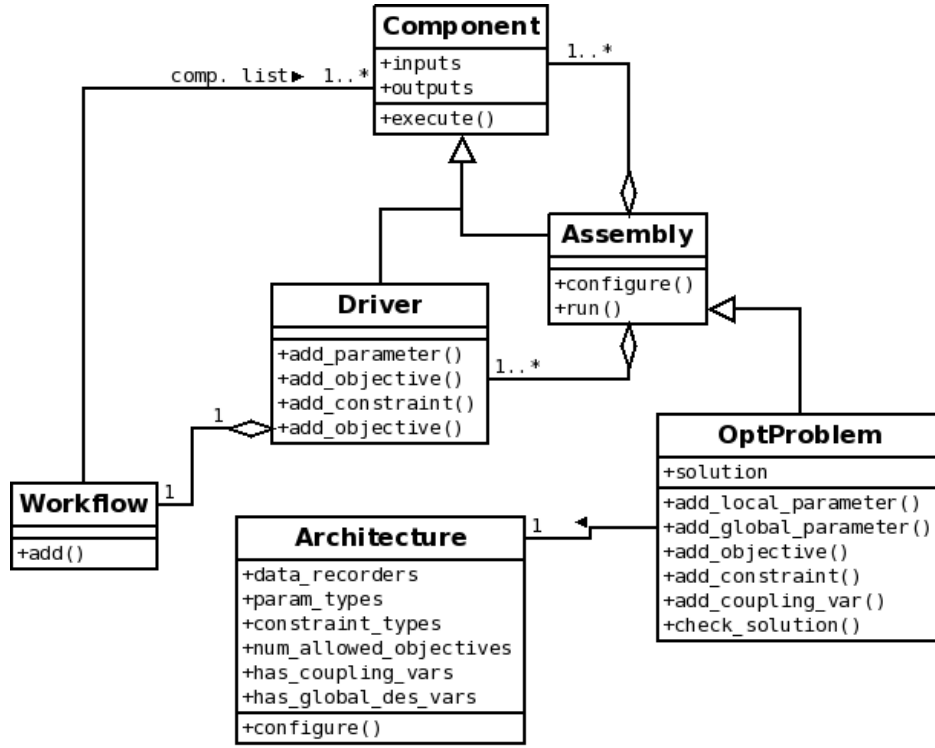 Component
+inputs
+outputs
+execute()
1..*
comp. list► 1..*
Assembly
+configure()
+run()
Driver
+add_parameter()
+add_objective()
+add_constraint()
+add_objective()
1..*
1
OptProblem
+solution
+add_local_parameter()
+add_global_parameter()
+add_objective()
+add_constraint()
+add_coupling_var()
+check_solution()
Workflow
+add()
1
Architecture
+data_recorders
+param_types
+constraint_types
+num_allowed_objectives
+has_coupling_vars
+has_global_des_vars
+configure()
1 ◄